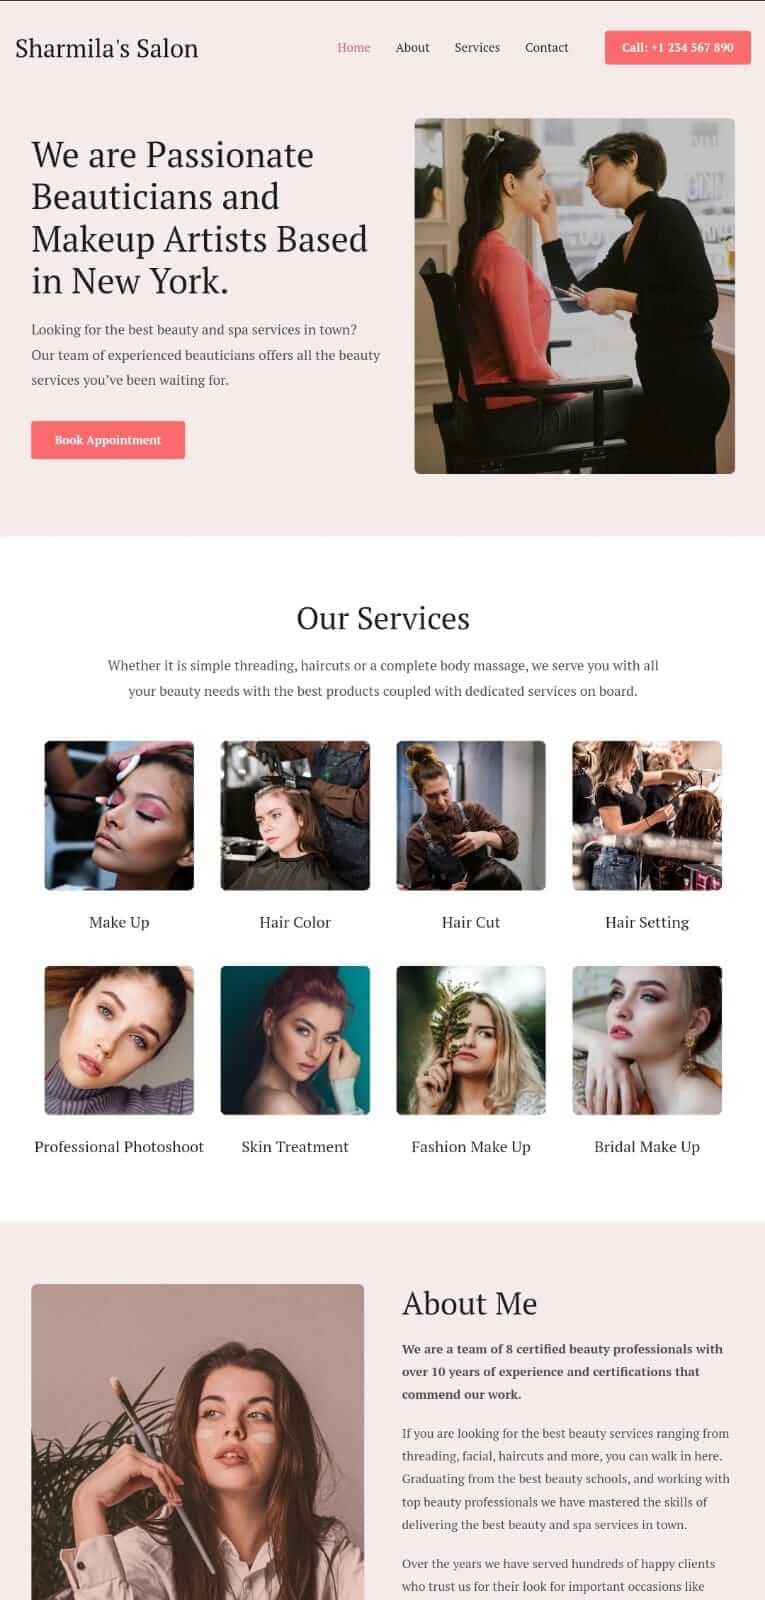 Sharmila's Salon
Home
About
Services
Contact
Call: +1 234 567 890
We are Passionate
Beauticians and
Makeup Artists Based
in New York.
Looking for the best beauty and spa services in town?
Our team of experienced beauticians offers all the beauty
services you’ve been waiting for.
Book Appointment
Our Services
Whether it is simple threading, haircuts or a complete body massage, we serve you with all
your beauty needs with the best products coupled with dedicated services on board.
Make Up
Hair Color
Hair Cut
Hair Setting
Professional Photoshoot
Skin Treatment
Fashion Make Up
Bridal Make Up
About Me
We are a team of 8 certified beauty professionals with
over 10 years of experience and certifications that
commend our work.
If you are looking for the best beauty services ranging from
threading, facial, haircuts and more, you can walk in here.
Graduating from the best beauty schools, and working with
top beauty professionals we have mastered the skills of
delivering the best beauty and spa services in town.
Over the years we have served hundreds of happy clients
who trust us for their look for important occasions like